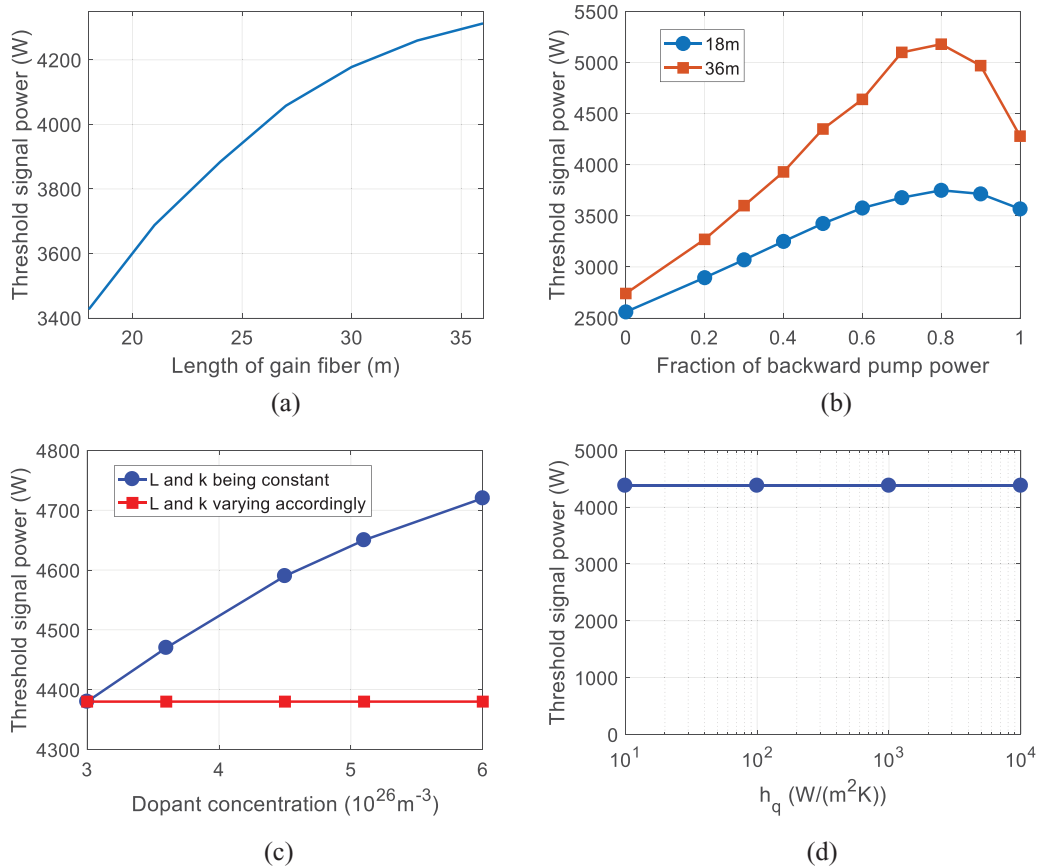 Threshold signal power (W)
4200
4000
3800
3600
3400
20
25
30
35
Length of gain fiber (m)
(a)
Threshold signal power (W)
5500
5000
4500
4000
3500
3000
2500
18m
36m
0
0.2
0.4
0.6
0.8
1
Fraction of backward pump power
(b)
Threshold signal power (W)
4800
4700
4600
4500
4400
4300
L and k being constant
L and k varying accordingly
3
4
5
6
Dopant concentration (10^26 m^-3)
(c)
Threshold signal power (W)
5000
4000
3000
2000
1000
0
10^1
10^2
10^3
10^4
h_q (W/(m^2K))
(d)